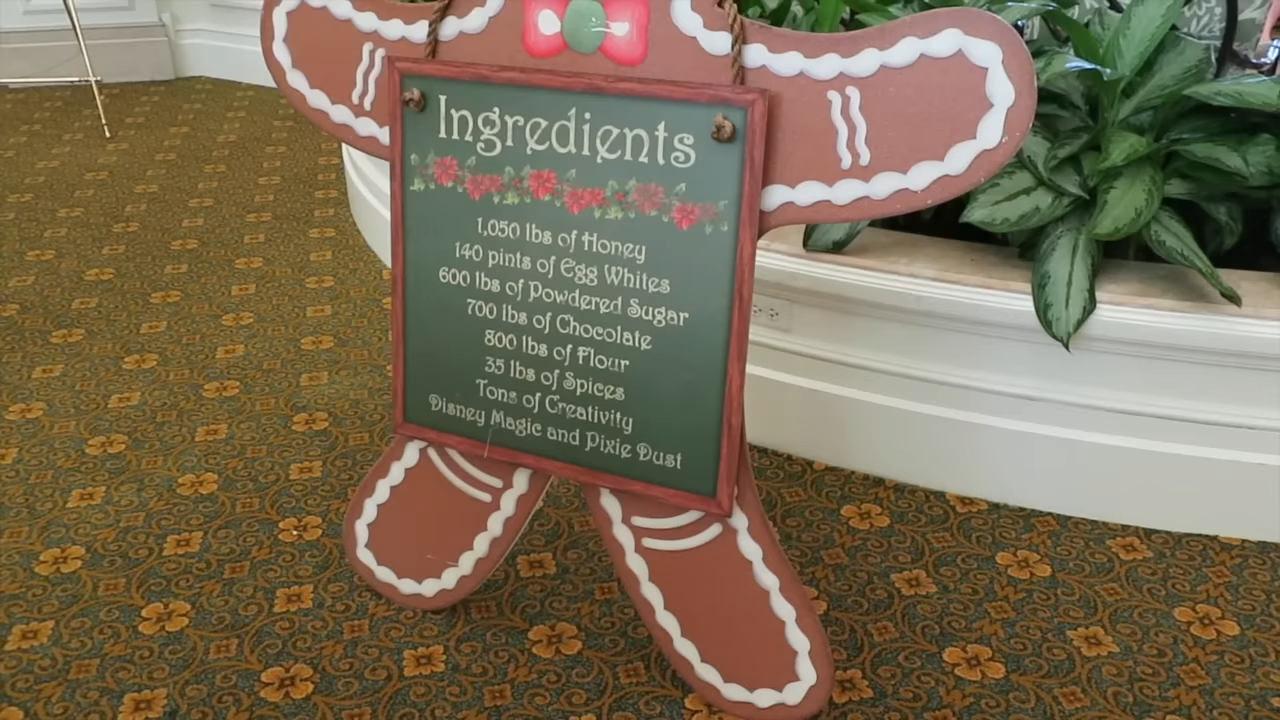 Ingredients
1,050 lbs of Honey
140 pints of Egg Whites
600 lbs of Powdered Sugar
700 lbs of Chocolate
800 lbs of Flour
35 lbs of Spices
Tons of Creativity
Disney Magic and Pixie Dust